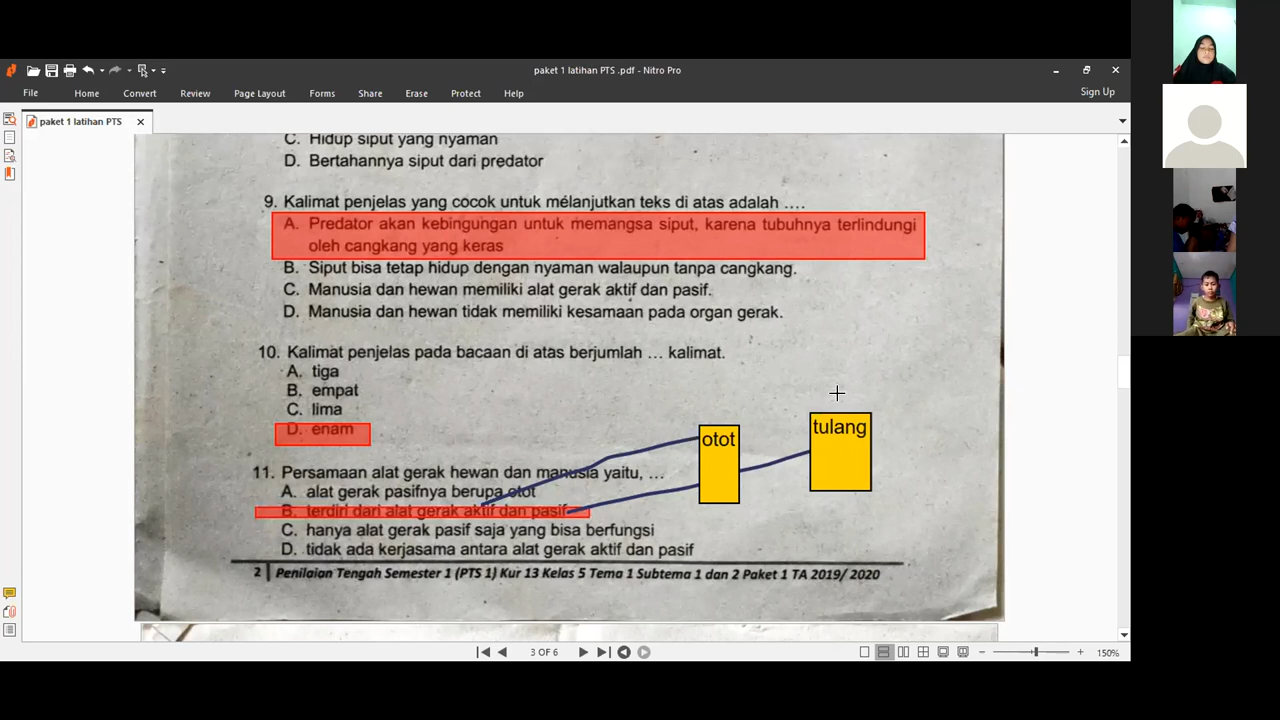 paket 1 latihan PTS .pdf - Nitro Pro
File Home Convert Review Page Layout Forms Share Erase Protect Help Sign Up
paket 1 latihan PTS
C. Hidup siput yang nyaman
D. Bertahannya siput dari predator
9. Kalimat penjelas yang cocok untuk melanjutkan teks di atas adalah ....
A. Predator akan kebingungan untuk memangsa siput, karena tubuhnya terlindungi
oleh cangkang yang keras
B. Siput bisa tetap hidup dengan nyaman walaupun tanpa cangkang.
C. Manusia dan hewan memiliki alat gerak aktif dan pasif.
D. Manusia dan hewan tidak memiliki kesamaan pada organ gerak.
10. Kalimat penjelas pada bacaan di atas berjumlah ... kalimat.
A. tiga
B. empat
C. lima
D. enam
otot
tulang
11. Persamaan alat gerak hewan dan manusia yaitu, ...
A. alat gerak pasifnya berupa otot
B. terdiri dari alat gerak aktif dan pasif
C. hanya alat gerak pasif saja yang bisa berfungsi
D. tidak ada kerjasama antara alat gerak aktif dan pasif
2 | Penilaian Tengah Semester 1 (PTS 1) Kur 13 Kelas 5 Tema 1 Subtema 1 dan 2 Paket 1 TA 2019/ 2020
3 OF 6
150%